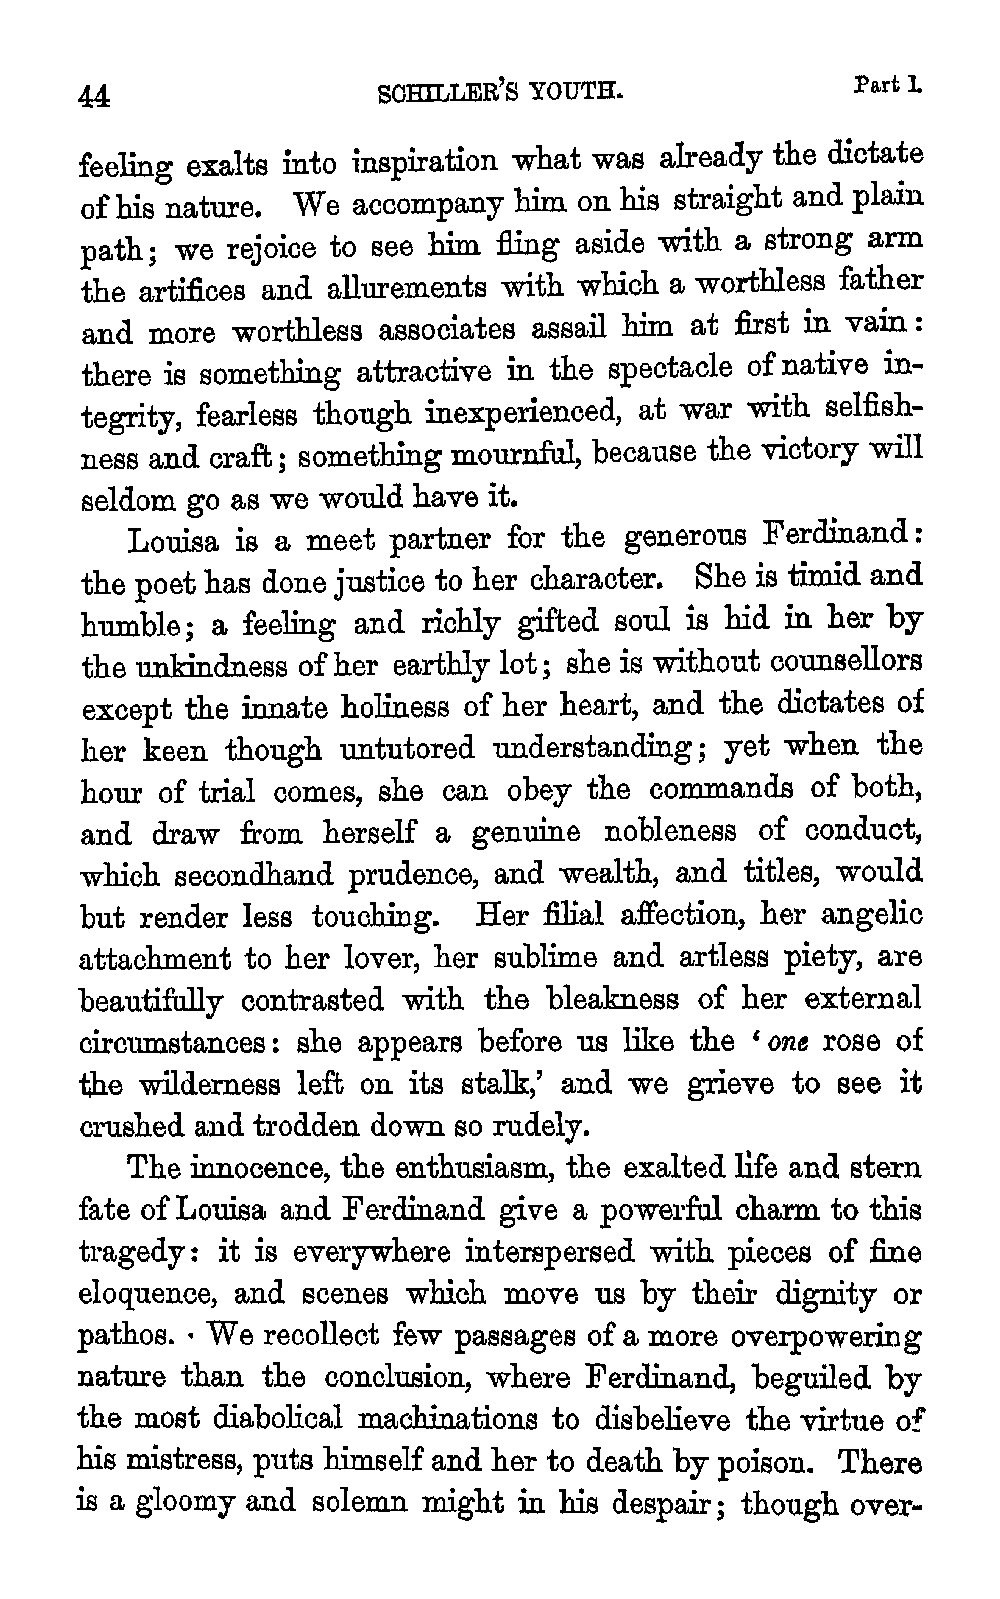 44 SCHILLER'S YOUTH. Part I.
feeling exalts into inspiration what was already the dictate
of his nature. We accompany him on his straight and plain
path; we rejoice to see him fling aside with a strong arm
the artifices and allurements with which a worthless father
and more worthless associates assail him at first in vain:
there is something attractive in the spectacle of native in-
tegrity, fearless though inexperienced, at war with selfish-
ness and craft; something mournful, because the victory will
seldom go as we would have it.
Louisa is a meet partner for the generous Ferdinand:
the poet has done justice to her character. She is timid and
humble; a feeling and richly gifted soul is hid in her by
the unkindness of her earthly lot; she is without counsellors
except the innate holiness of her heart, and the dictates of
her keen though untutored understanding; yet when the
hour of trial comes, she can obey the commands of both,
and draw from herself a genuine nobleness of conduct,
which secondhand prudence, and wealth, and titles, would
but render less touching. Her filial affection, her angelic
attachment to her lover, her sublime and artless piety, are
beautifully contrasted with the bleakness of her external
circumstances: she appears before us like the 'one rose of
the wilderness left on its stalk,' and we grieve to see it
crushed and trodden down so rudely.
The innocence, the enthusiasm, the exalted life and stern
fate of Louisa and Ferdinand give a powerful charm to this
tragedy: it is everywhere interspersed with pieces of fine
eloquence, and scenes which move us by their dignity or
pathos. We recollect few passages of a more overpowering
nature than the conclusion, where Ferdinand, beguiled by
the most diabolical machinations to disbelieve the virtue of
his mistress, puts himself and her to death by poison. There
is a gloomy and solemn might in his despair; though over-